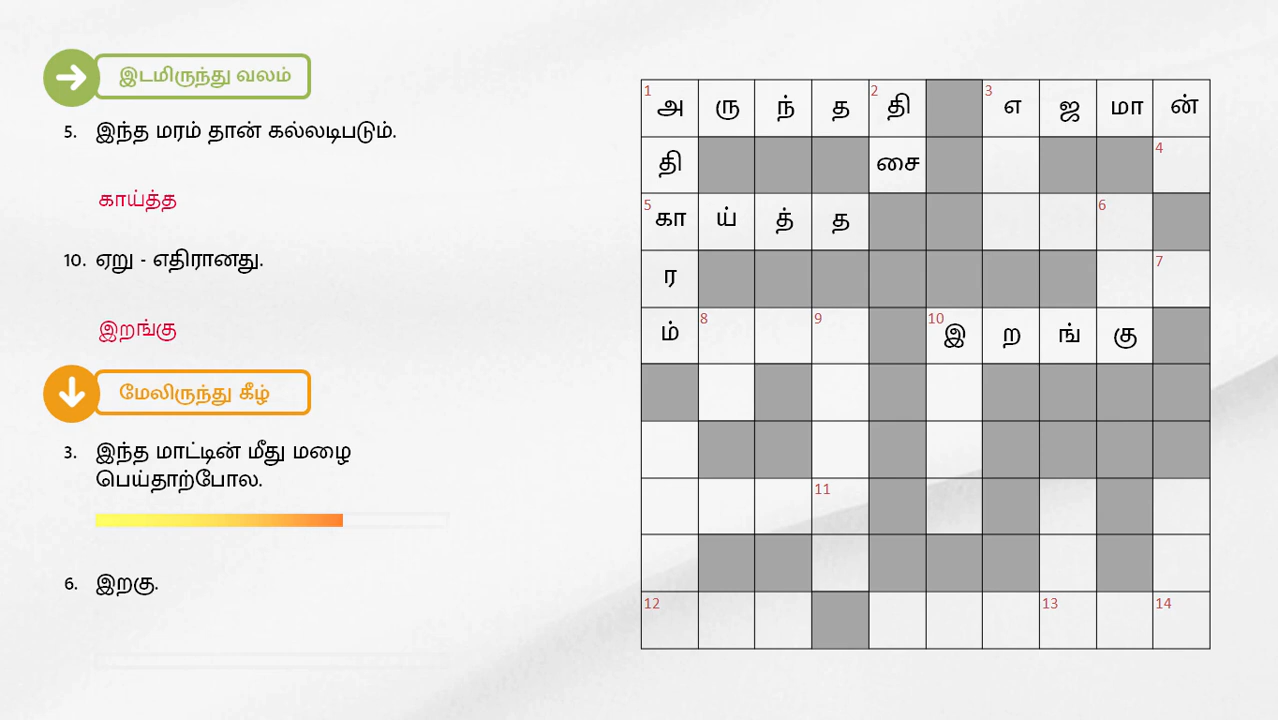 இடமிருந்து வலம்
5. இந்த மரம் தான் கல்லடிபடும்.
காய்த்த
10. ஏறு - எதிரானது.
இறங்கு
மேலிருந்து கீழ்
3. இந்த மாட்டின் மீது மழை
பெய்தாற்போல.
6. இறகு.
1 அ ரு ந் த 2 தி 3 எ ஜ மா ன்
தி சை 4
5 கா ய் த் த 6
ர 7
ம் 8 9 10 இ ற ங் கு
11
12 13 14